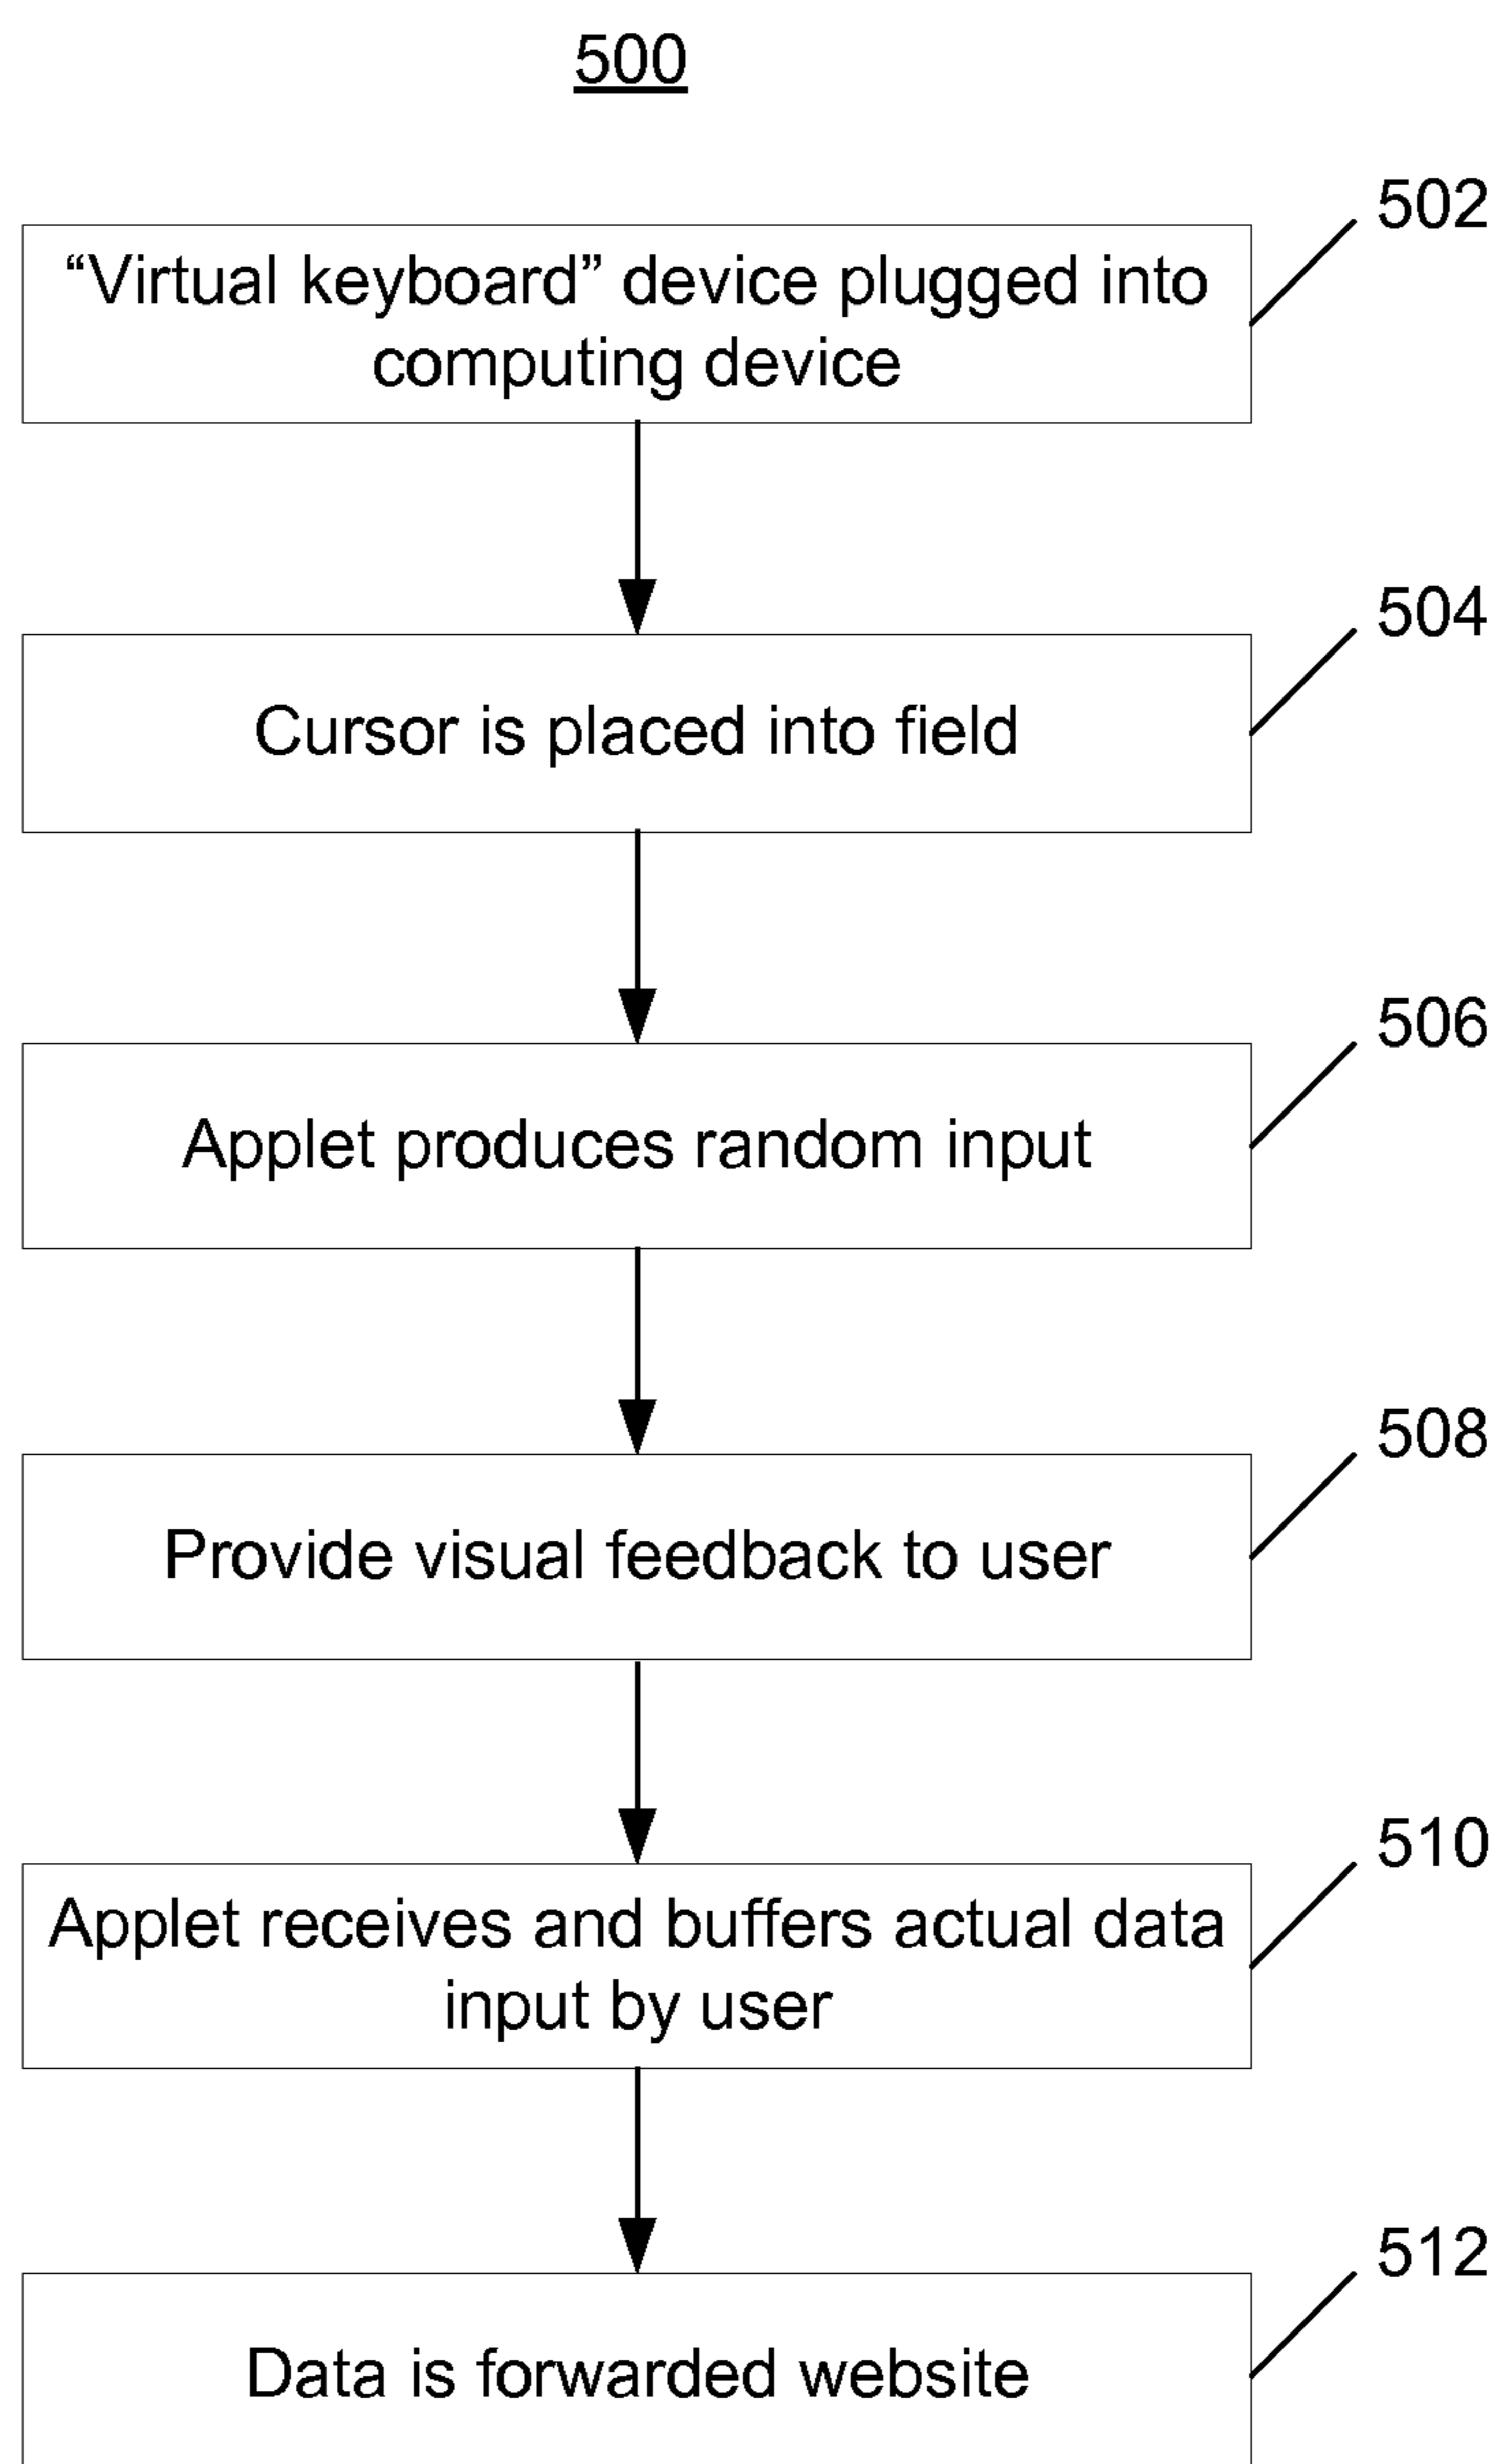 500
502
“Virtual keyboard” device plugged into
computing device
504
Cursor is placed into field
506
Applet produces random input
508
Provide visual feedback to user
510
Applet receives and buffers actual data
input by user
512
Data is forwarded website